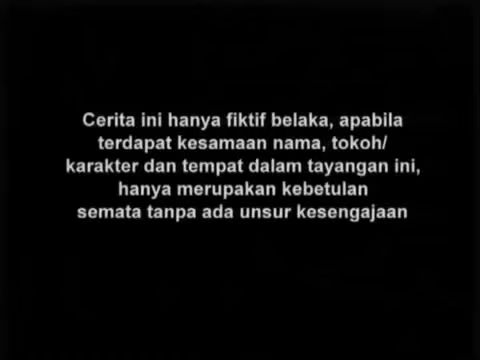 Cerita ini hanya fiktif belaka, apabila
terdapat kesamaan nama, tokoh/
karakter dan tempat dalam tayangan ini,
hanya merupakan kebetulan
semata tanpa ada unsur kesengajaan